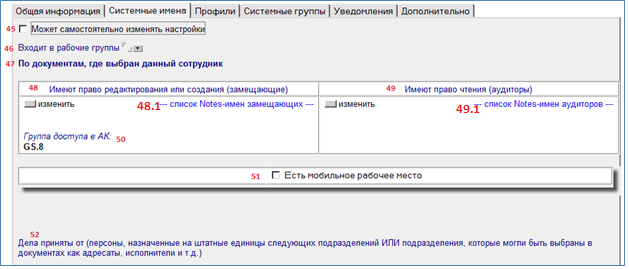 Общая информация Системные имена Профили Системные группы Уведомления Дополнительно
45 Может самостоятельно изменять настройки
46 Входит в рабочие группы
47 По документам, где выбран данный сотрудник
48 Имеют право редактирования или создания (замещающие) 49 Имеют право чтения (аудиторы)
изменить 48.1 --- список Notes-имен замещающих --- изменить 49.1 --- список Notes-имен аудиторов ---
Группа доступа в АК: 50
GS.8
51 Есть мобильное рабочее место
52
Дела приняты от (персоны, назначенные на штатные единицы следующих подразделений ИЛИ подразделения, которые могли быть выбраны в
документах как адресаты, исполнители и т.д.)